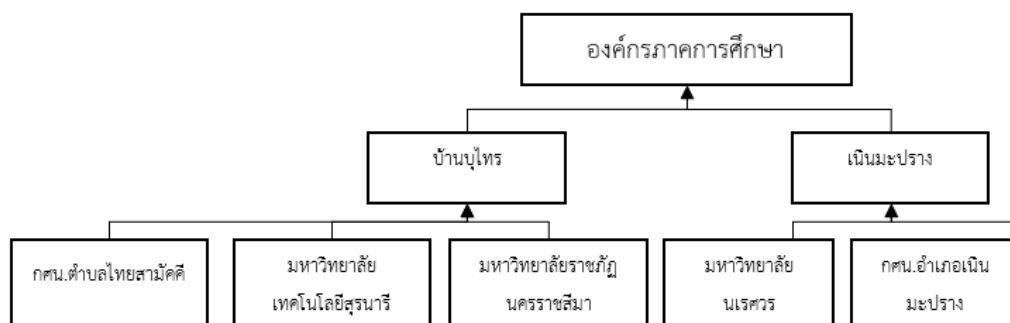 องค์กรภาคการศึกษา
บ้านบุไทร
เนินมะปราง
กศน.ตำบลไทยสามัคคี
มหาวิทยาลัย
เทคโนโลยีสุรนารี
มหาวิทยาลัยราชภัฏ
นครราชสีมา
มหาวิทยาลัย
นเรศวร
กศน.อำเภอเนิน
มะปราง